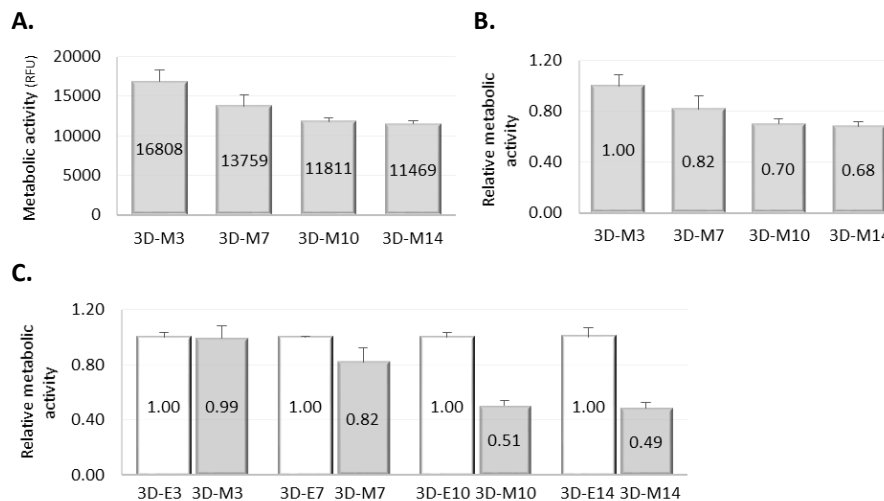 A.
Metabolic activity (RFU)
20000
15000
10000
5000
0
16808
13759
11811
11469
3D-M3 3D-M7 3D-M10 3D-M14
B.
Relative metabolic
activity
1.20
0.80
0.40
0.00
1.00
0.82
0.70
0.68
3D-M3 3D-M7 3D-M10 3D-M14
C.
Relative metabolic
activity
1.20
0.80
0.40
0.00
1.00
0.99
1.00
0.82
1.00
0.51
1.00
0.49
3D-E3 3D-M3 3D-E7 3D-M7 3D-E10 3D-M10 3D-E14 3D-M14